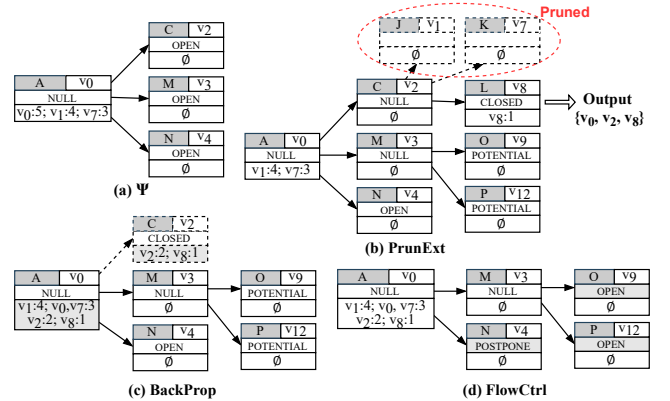 C v2
OPEN
Ø
A v0
NULL
v0:5; v1:4; v7:3
M v3
OPEN
Ø
N v4
OPEN
Ø
(a) Ψ
Pruned
J v1
Ø
K v7
Ø
C v2
NULL
Ø
L v8
CLOSED
v8:1
Output
{v0, v2, v8}
A v0
NULL
v1:4; v7:3
M v3
NULL
Ø
O v9
POTENTIAL
Ø
N v4
OPEN
Ø
P v12
POTENTIAL
Ø
(b) PrunExt
C v2
CLOSED
v2:2; v8:1
A v0
NULL
v1:4; v0,v7:3
v2:2; v8:1
M v3
NULL
Ø
O v9
POTENTIAL
Ø
N v4
OPEN
Ø
P v12
POTENTIAL
Ø
(c) BackProp
A v0
NULL
v1:4; v0, v7:3
v2:2; v8:1
M v3
NULL
Ø
O v9
OPEN
Ø
N v4
POSTPONE
Ø
P v12
OPEN
Ø
(d) FlowCtrl